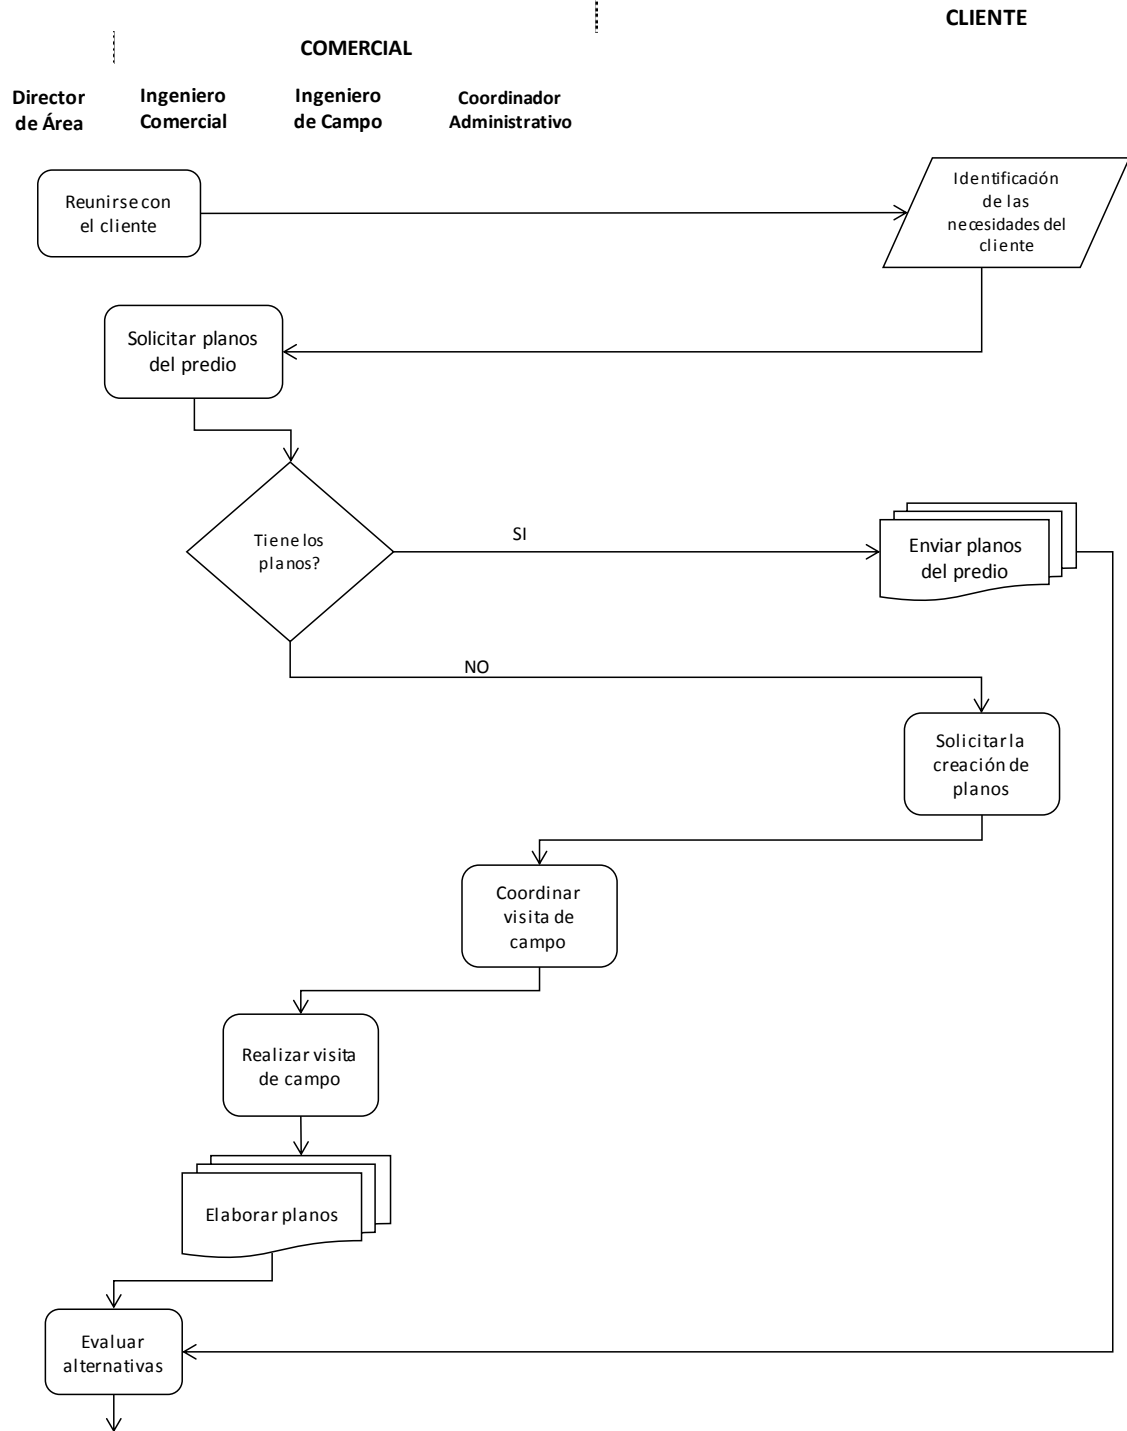 CLIENTE
COMERCIAL
Director
de Área
Ingeniero
Comercial
Ingeniero
de Campo
Coordinador
Administrativo
Reunirse con
el cliente
Identificación
de las
necesidades del
cliente
Solicitar planos
del predio
Tiene los
planos?
SI
Enviar planos
del predio
NO
Solicitar la
creación de
planos
Coordinar
visita de
campo
Realizar visita
de campo
Elaborar planos
Evaluar
alternativas